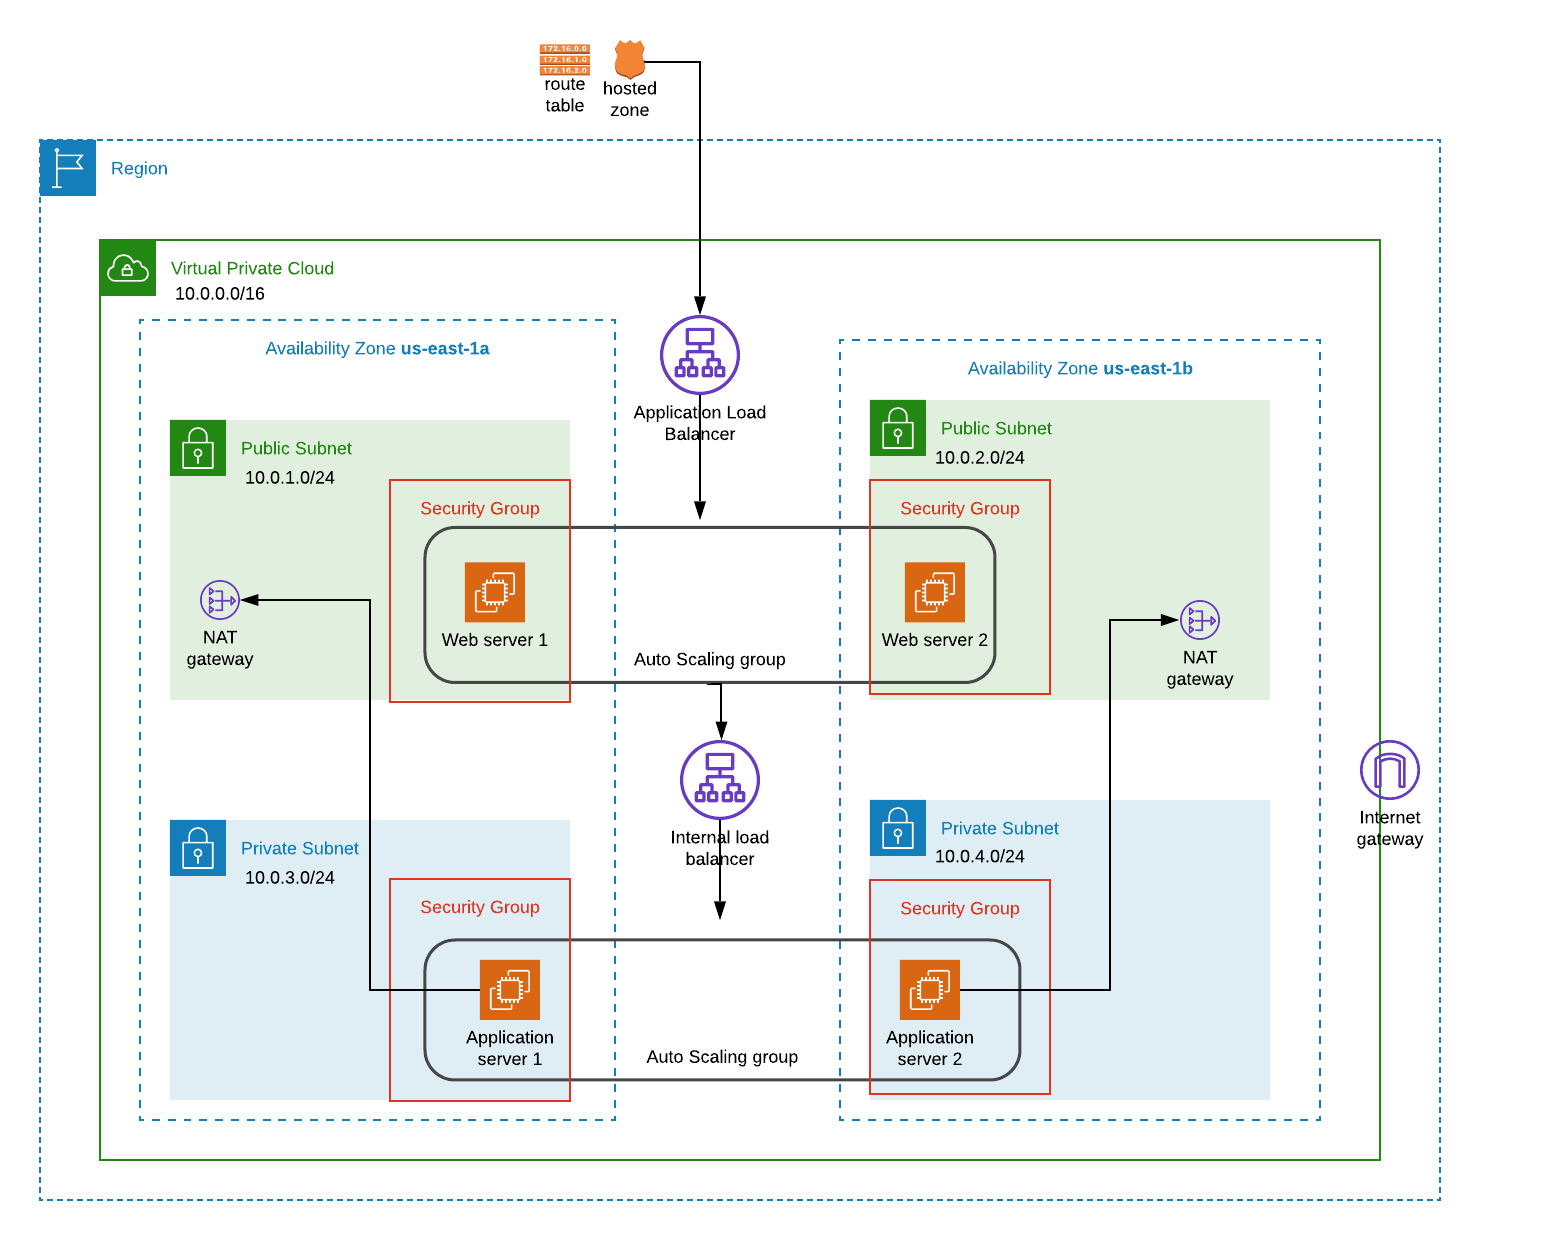 172.16.0.0
172.16.1.0
172.16.2.0
route
table
hosted
zone
Region
Virtual Private Cloud
10.0.0.0/16
Availability Zone us-east-1a
Availability Zone us-east-1b
Application Load
Balancer
Public Subnet
10.0.1.0/24
Public Subnet
10.0.2.0/24
Security Group
Security Group
Web server 1
Web server 2
NAT
gateway
Auto Scaling group
NAT
gateway
Internal load
balancer
Internet
gateway
Private Subnet
10.0.3.0/24
Private Subnet
10.0.4.0/24
Security Group
Security Group
Application
server 1
Application
server 2
Auto Scaling group